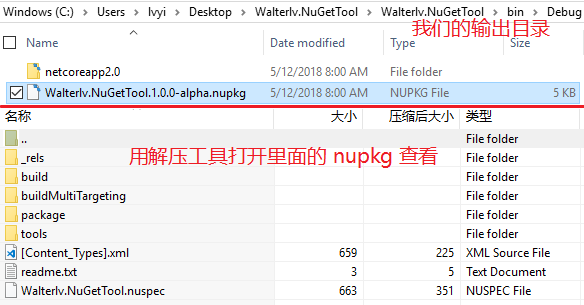 Windows (C:) > Users > lvyi > Desktop > Walterlv.NuGetTool > Walterlv.NuGetTool > bin > Debug
我们的输出目录
Name Date modified Type Size
netcoreapp2.0 5/12/2018 8:00 AM File folder
Walterlv.NuGetTool.1.0.0-alpha.nupkg 5/12/2018 8:00 AM NUPKG File 5 KB
名称 大小 压缩后大小 类型
.. File folder
用解压工具打开里面的 nupkg 查看
_rels File folder
build File folder
buildMultiTargeting File folder
package File folder
tools File folder
[Content_Types].xml 659 225 XML Source File
readme.txt 3 5 Text Document
Walterlv.NuGetTool.nuspec 663 351 NUSPEC File